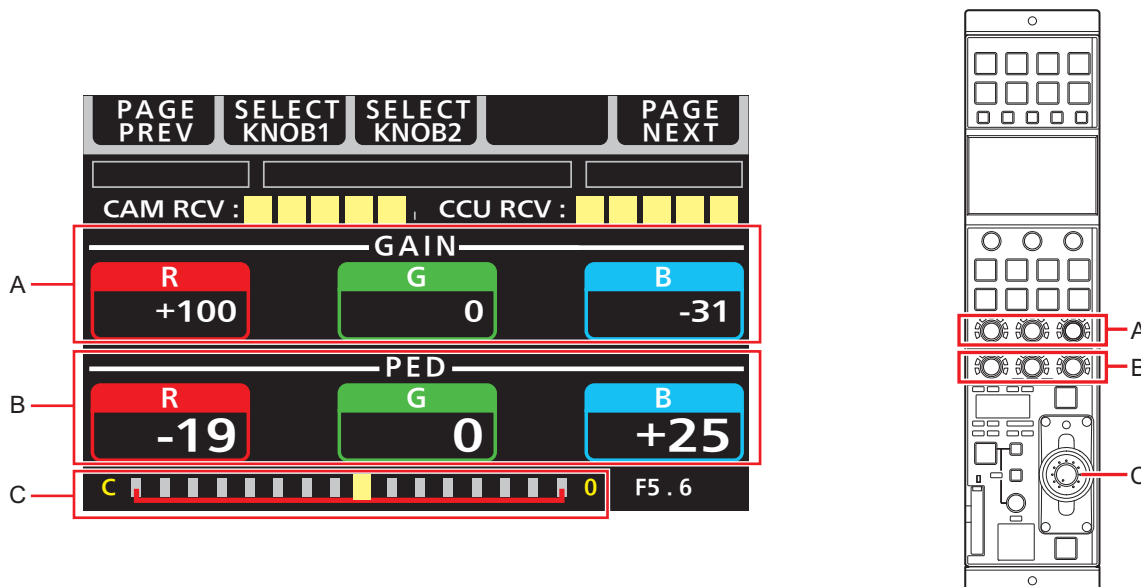 PAGE PREV SELECT KNOB1 SELECT KNOB2 PAGE NEXT
CAM RCV : CCU RCV :
A GAIN
R G B
+100 0 -31
A
B
B PED
R G B
-19 0 +25
C C 0 F5.6
C